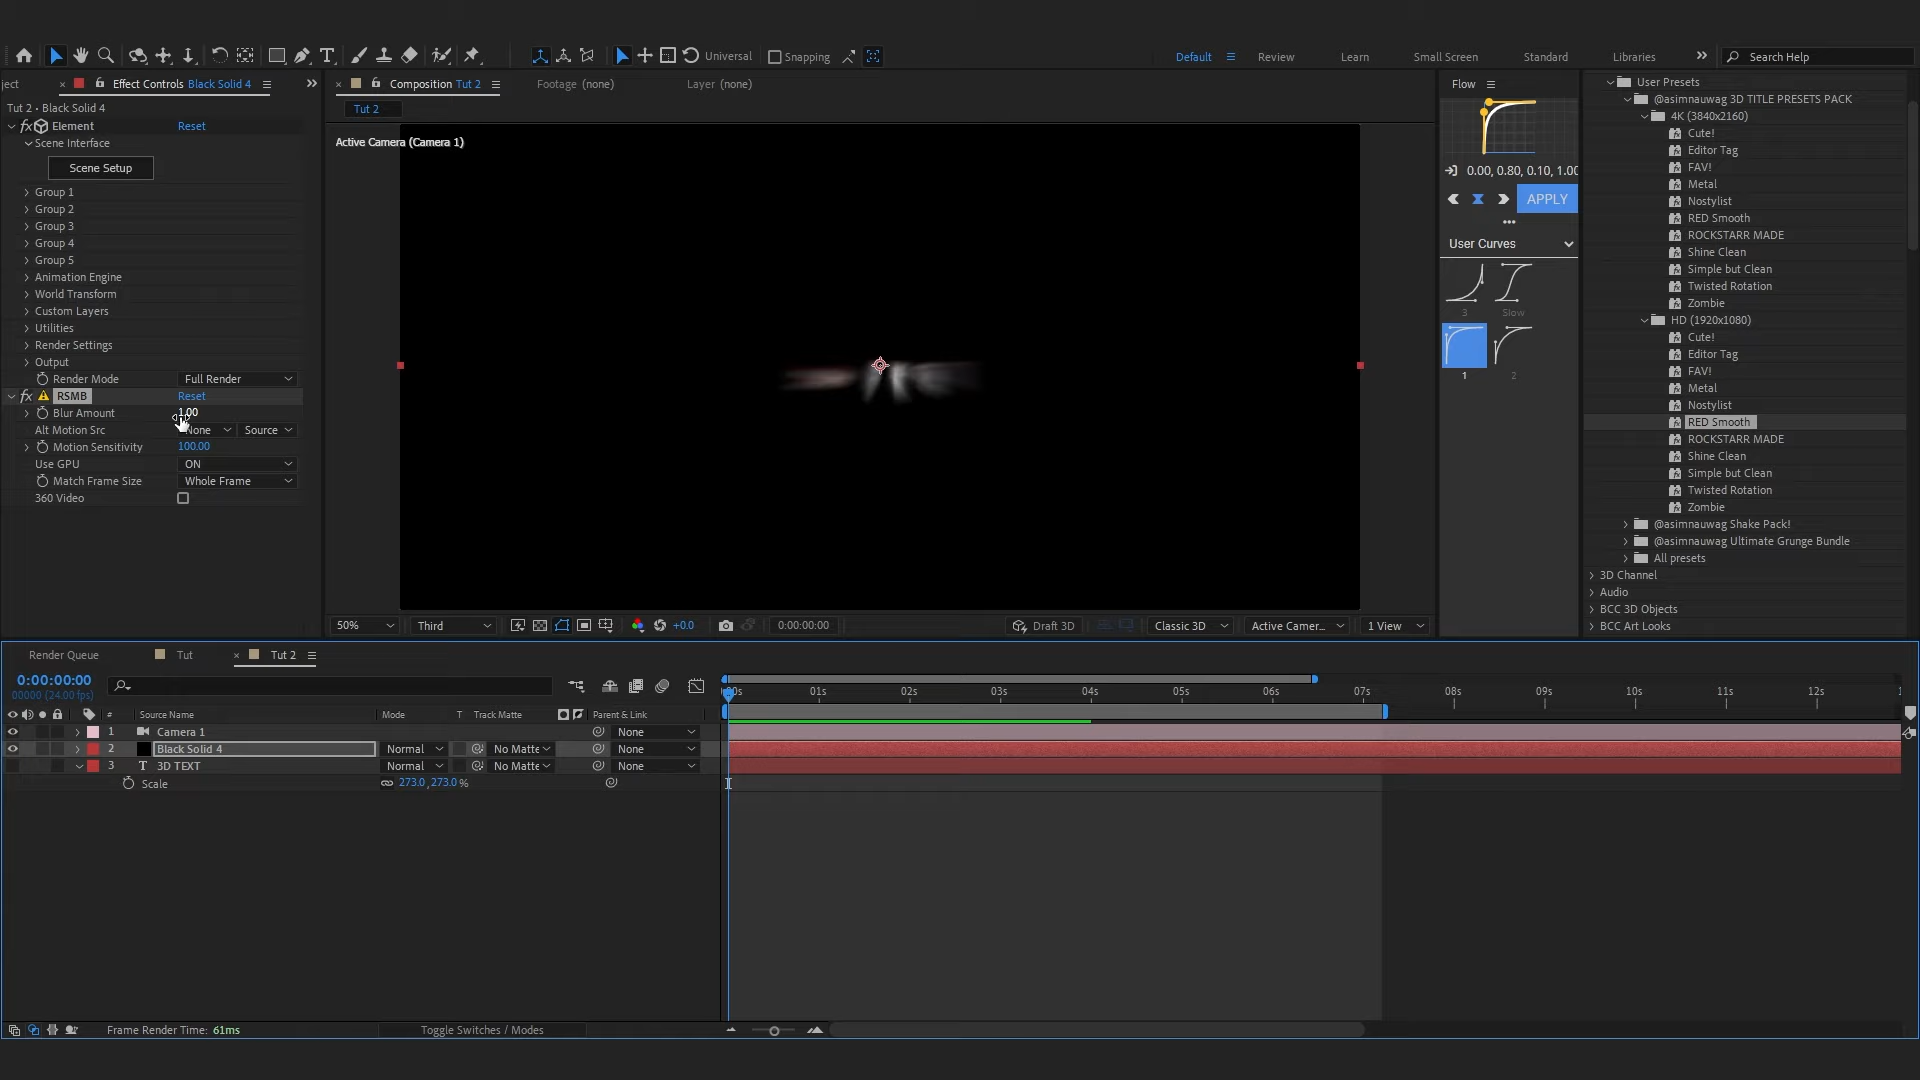 Universal
Snapping
Default
Review
Learn
Small Screen
Standard
Libraries
Search Help
ject
Effect Controls Black Solid 4
Composition Tut 2
Footage (none)
Layer (none)
Flow
Tut 2 • Black Solid 4
Tut 2
fx Element Reset
Scene Interface
Scene Setup
Group 1
Group 2
Group 3
Group 4
Group 5
Animation Engine
World Transform
Custom Layers
Utilities
Render Settings
Output
Render Mode Full Render
fx RSMB Reset
Blur Amount 1.00
Alt Motion Src None Source
Motion Sensitivity 100.00
Use GPU ON
Match Frame Size Whole Frame
360 Video
Active Camera (Camera 1)
50%
Third
+0.0
0:00:00:00
Draft 3D
Classic 3D
Active Camer...
1 View
0.00, 0.80, 0.10, 1.00
APPLY
User Curves
3
Slow
1
2
User Presets
@asimnauwag 3D TITLE PRESETS PACK
4K (3840x2160)
Cute!
Editor Tag
FAV!
Metal
Nostylist
RED Smooth
ROCKSTARR MADE
Shine Clean
Simple but Clean
Twisted Rotation
Zombie
HD (1920x1080)
Cute!
Editor Tag
FAV!
Metal
Nostylist
RED Smooth
ROCKSTARR MADE
Shine Clean
Simple but Clean
Twisted Rotation
Zombie
@asimnauwag Shake Pack!
@asimnauwag Ultimate Grunge Bundle
All presets
3D Channel
Audio
BCC 3D Objects
BCC Art Looks
Render Queue
Tut
Tut 2
0:00:00:00
00000 (24.00 fps)
00s 01s 02s 03s 04s 05s 06s 07s 08s 09s 10s 11s 12s 1
# Source Name Mode T Track Matte Parent & Link
1 Camera 1 None
2 Black Solid 4 Normal No Matte None
3 T 3D TEXT Normal No Matte None
Scale 273.0, 273.0 %
Frame Render Time: 61ms
Toggle Switches / Modes